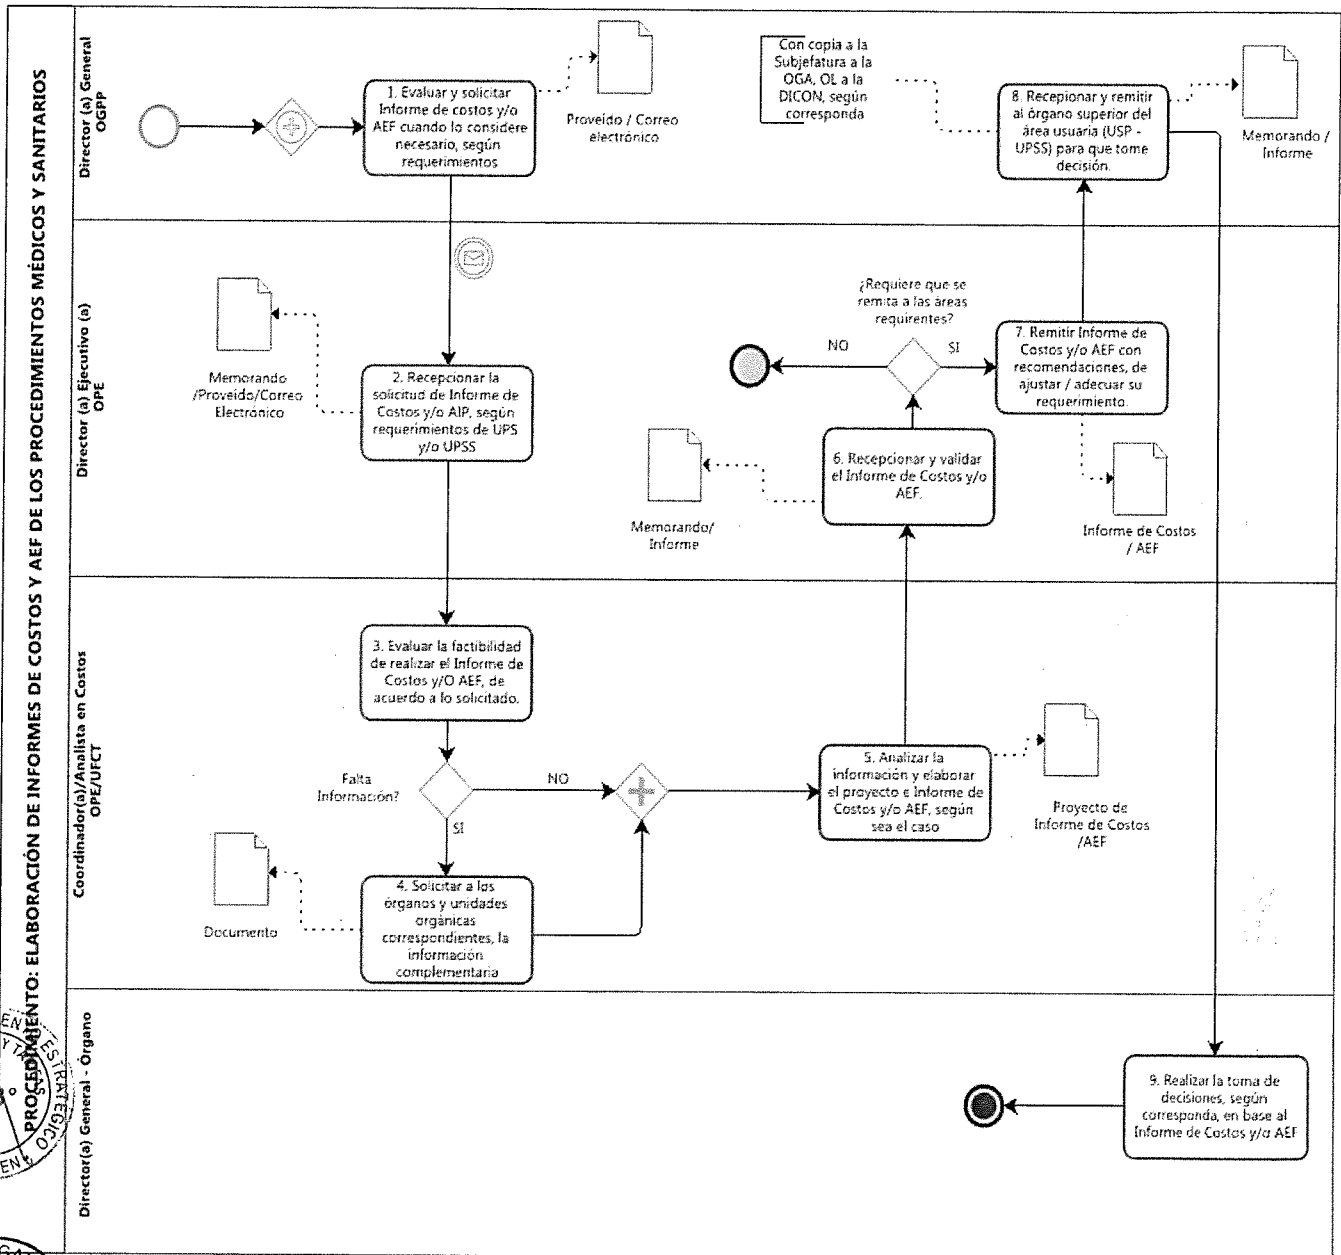 PROCEDIMIENTO: ELABORACIÓN DE INFORMES DE COSTOS Y AEF DE LOS PROCEDIMIENTOS MÉDICOS Y SANITARIOS
Director (a) General
OGPP
1. Evaluar y solicitar
Informe de costos y/o
AEF cuando lo considere
necesario, según
requerimientos
Proveído / Correo
electrónico
Con copia a la
Subjefatura a la
OGA, OL a la
DICON, según
corresponda
8. Recepionar y remitir
al órgano superior del
área usuaria (USP -
UPSS) para que tome
decisión.
Memorando /
Informe
Director (a) Ejecutivo (a)
OPE
Memorando
/Proveído/Correo
Electrónico
2. Recepcionar la
solicitud de Informe de
Costos y/o AIP, según
requerimientos de UPS
y/o UPSS
¿Requiere que se
remita a las áreas
requirentes?
NO
SI
7. Remitir Informe de
Costos y/o AEF con
recomendaciones, de
ajustar / adecuar su
requerimiento.
6. Recepcionar y validar
el Informe de Costos y/o
AEF.
Memorando/
Informe
Informe de Costos
/ AEF
Coordinador(a)/Analista en Costos
OPE/UFCT
3. Evaluar la factibilidad
de realizar el Informe de
Costos y/O AEF, de
acuerdo a lo solicitado.
Falta
Información?
NO
SI
5. Analizar la
información y elaborar
el proyecto e Informe de
Costos y/o AEF, según
sea el caso
Proyecto de
Informe de Costos
/AEF
Documento
4. Solicitar a los
órganos y unidades
orgánicas
correspondientes, la
información
complementaria
Director(a) General - Órgano
9. Realizar la toma de
decisiones, según
corresponda, en base al
Informe de Costos y/o AEF
ESTRATEGICO